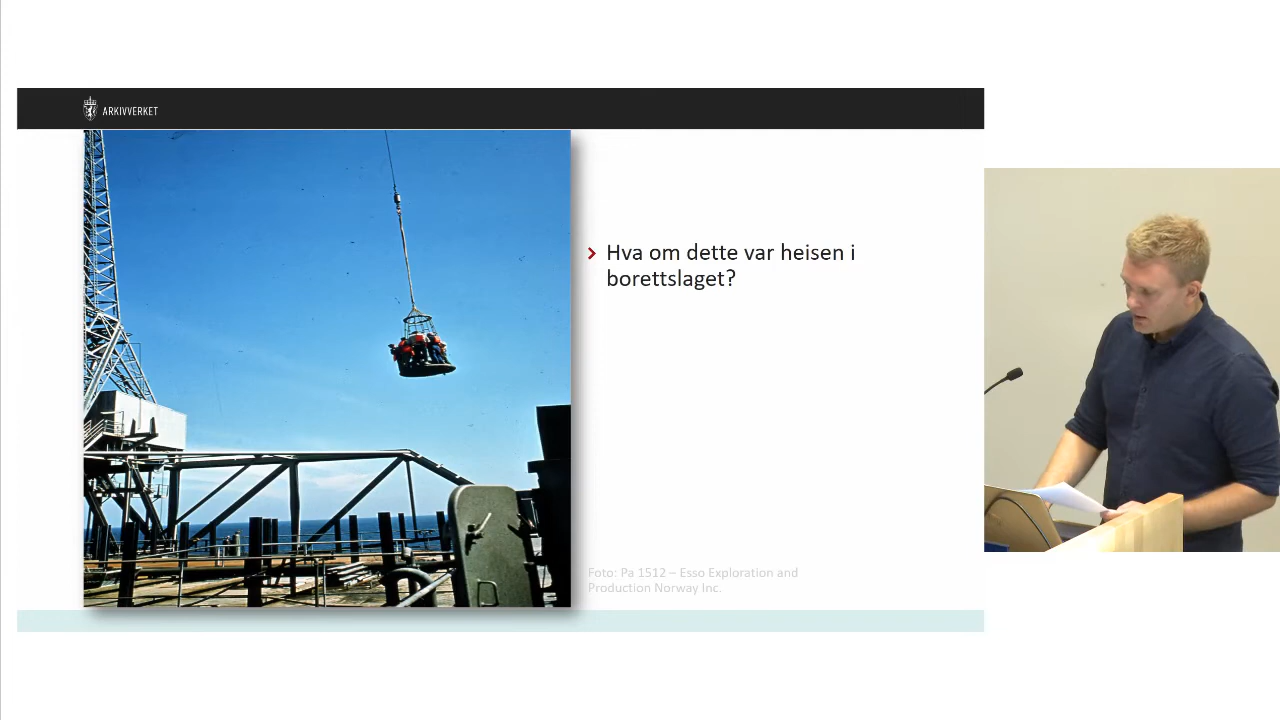 ARKIVVERKET
Hva om dette var heisen i
borettslaget?
Foto: Pa 1512 – Esso Exploration and
Production Norway Inc.